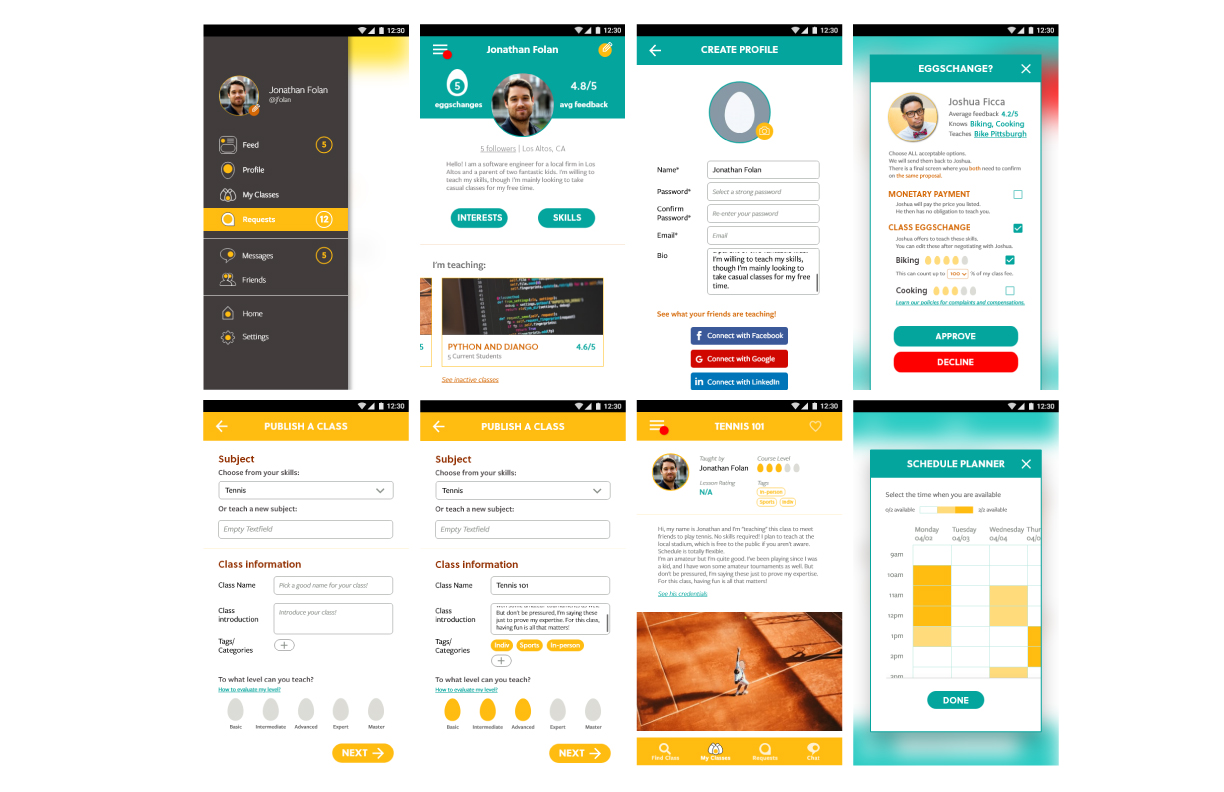 12:30
Jonathan Folan
@jfolan
Feed 5
Profile
My Classes
Requests 12
Messages 5
Friends
Home
Settings
12:30
Jonathan Folan
5
eggschanges
4.8/5
avg feedback
5 followers | Los Altos, CA
Hello! I am a software engineer for a local firm in Los
Altos and a parent of two fantastic kids. I'm willing to
teach my skills, though I'm mainly looking to take
casual classes for my free time.
INTERESTS
SKILLS
I'm teaching:
5
PYTHON AND DJANGO 4.6/5
5 Current Students
See inactive classes
12:30
CREATE PROFILE
Name* Jonathan Folan
Password* Select a strong password
Confirm
Password* Re-enter your password
Email* Email
Bio
I'm willing to teach my skills,
though I'm mainly looking to
take casual classes for my free
time.
See what your friends are teaching!
f Connect with Facebook
G Connect with Google
in Connect with LinkedIn
12:30
EGGSCHANGE?
Joshua Ficca
Average feedback 4.2/5
Knows Biking, Cooking
Teaches Bike Pittsburgh
Choose ALL acceptable options.
We will send them back to Joshua.
There is a final screen where you both need to confirm
on the same proposal.
MONETARY PAYMENT
Joshua will pay the price you listed.
He then has no obligation to teach you.
CLASS EGGSCHANGE
Joshua offers to teach these skills.
You can edit these after negotiating with Joshua.
Biking
This can count up to 100 % of my class fee.
Cooking
Learn our policies for complaints and compensations.
APPROVE
DECLINE
12:30
PUBLISH A CLASS
Subject
Choose from your skills:
Tennis
Or teach a new subject:
Empty Textfield
Class information
Class Name Pick a good name for your class!
Class
introduction
Introduce your class!
Tags/
Categories
+
To what level can you teach?
How to evaluate my level?
Basic Intermediate Advanced Expert Master
NEXT
12:30
PUBLISH A CLASS
Subject
Choose from your skills:
Tennis
Or teach a new subject:
Empty Textfield
Class information
Class Name Tennis 101
Class
introduction
But don't be pressured, I'm saying these
just to prove my expertise. For this class,
having fun is all that matters!
Tags/
Categories
Indiv Sports In-person
+
To what level can you teach?
How to evaluate my level?
Basic Intermediate Advanced Expert Master
NEXT
12:30
TENNIS 101
Taught by
Jonathan Folan
Course Level
Lesson Rating
N/A
Tags
In-person
Sports Indiv
Hi, my name is Jonathan and I'm "teaching" this class to meet
friends to play tennis. No skills required! I plan to teach at the
local stadium, which is free to the public if you aren't aware.
Schedule is totally flexible.
I'm an amateur but I'm quite good. I've been playing since I was
a kid, and I have won some amateur tournaments as well. But
don't be pressured, I'm saying these just to prove my expertise.
For this class, having fun is all that matters!
See his credentials
Find Class My Classes Requests Chat
12:30
SCHEDULE PLANNER
Select the time when you are available
0/2 available 2/2 available
Monday Tuesday Wednesday Thur
04/02 04/03 04/04 04/0
9am
10am
11am
12pm
1pm
2pm
DONE